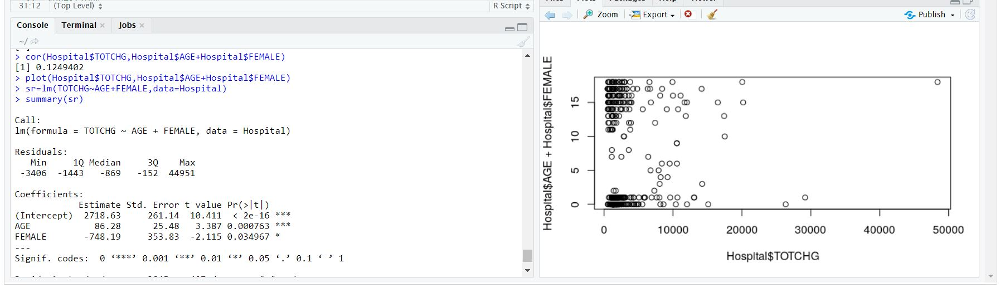 31:12 (Top Level) R Script
Console Terminal × Jobs ×
~/
> cor(Hospital$TOTCHG,Hospital$AGE+Hospital$FEMALE)
[1] 0.1249402
> plot(Hospital$TOTCHG,Hospital$AGE+Hospital$FEMALE)
> sr=lm(TOTCHG~AGE+FEMALE,data=Hospital)
> summary(sr)
Call:
lm(formula = TOTCHG ~ AGE + FEMALE, data = Hospital)
Residuals:
Min 1Q Median 3Q Max
-3406 -1443 -869 -152 44951
Coefficients:
Estimate Std. Error t value Pr(>|t|)
(Intercept) 2718.63 261.14 10.411 < 2e-16 ***
AGE 86.28 25.48 3.387 0.000763 ***
FEMALE -748.19 353.83 -2.115 0.034967 *
---
Signif. codes: 0 ‘***’ 0.001 ‘**’ 0.01 ‘*’ 0.05 ‘.’ 0.1 ‘ ’ 1
Zoom Export Publish
Hospital$AGE + Hospital$FEMALE
15
10
5
0
0 10000 20000 30000 40000 50000
Hospital$TOTCHG